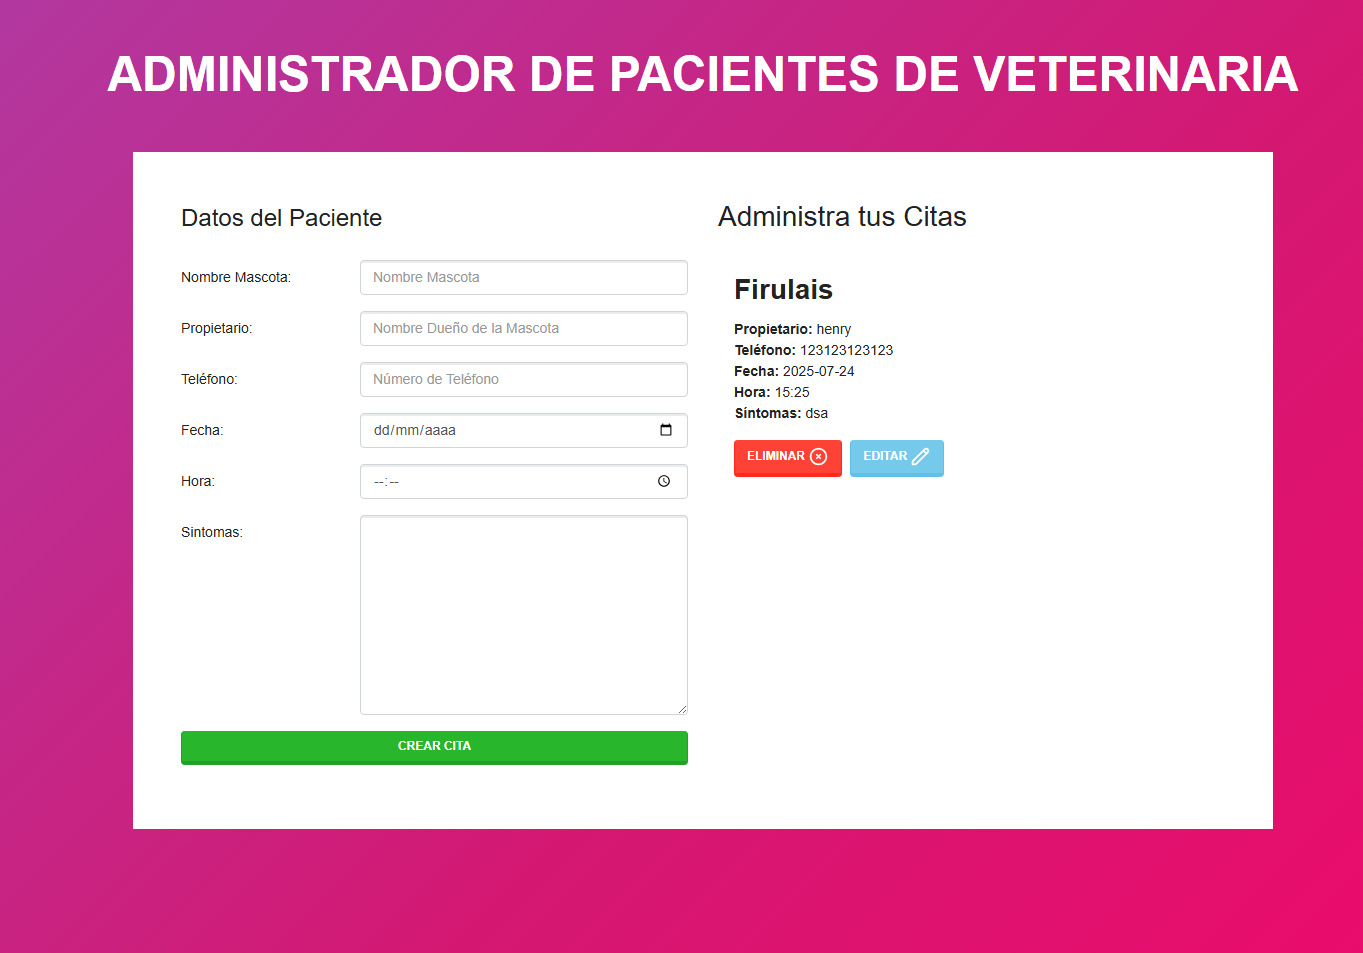 ADMINISTRADOR DE PACIENTES DE VETERINARIA
Datos del Paciente
Nombre Mascota:
Nombre Mascota
Propietario:
Nombre Dueño de la Mascota
Teléfono:
Número de Teléfono
Fecha:
dd/mm/aaaa
Hora:
--:--
Sintomas:
CREAR CITA
Administra tus Citas
Firulais
Propietario: henry
Teléfono: 123123123123
Fecha: 2025-07-24
Hora: 15:25
Síntomas: dsa
ELIMINAR
EDITAR